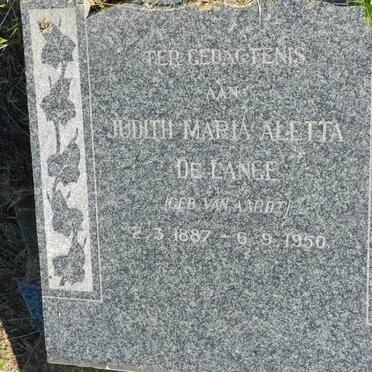 TER GEDAGTENIS
AAN
JUDITH MARIA ALETTA
DE LANGE
(GEB. VAN AARDT)
2.3.1887 - 6.9.1950